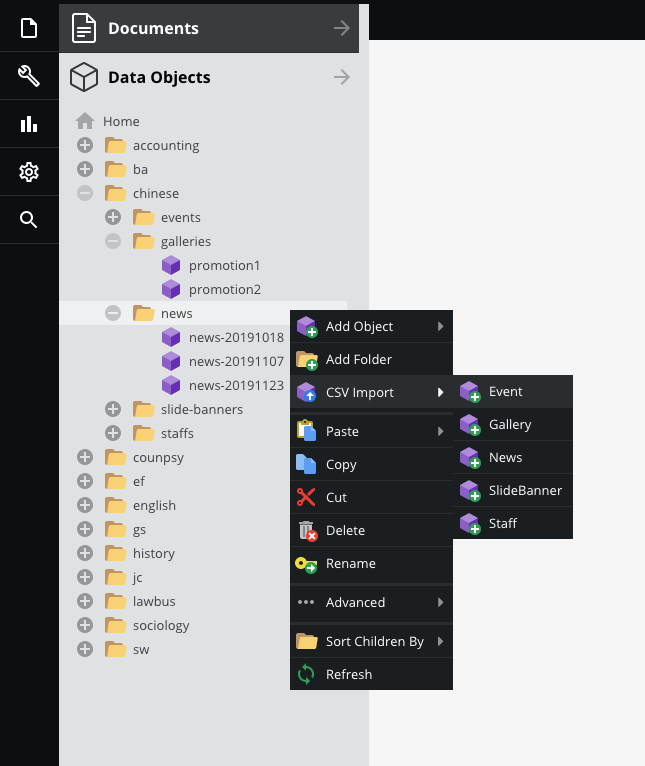 Documents
Data Objects
Home
accounting
ba
chinese
events
galleries
promotion1
promotion2
news
news-20191018
news-20191107
news-20191123
slide-banners
staffs
counpsy
ef
english
gs
history
jc
lawbus
sociology
sw
Add Object
Add Folder
CSV Import
Paste
Copy
Cut
Delete
Rename
Advanced
Sort Children By
Refresh
Event
Gallery
News
SlideBanner
Staff